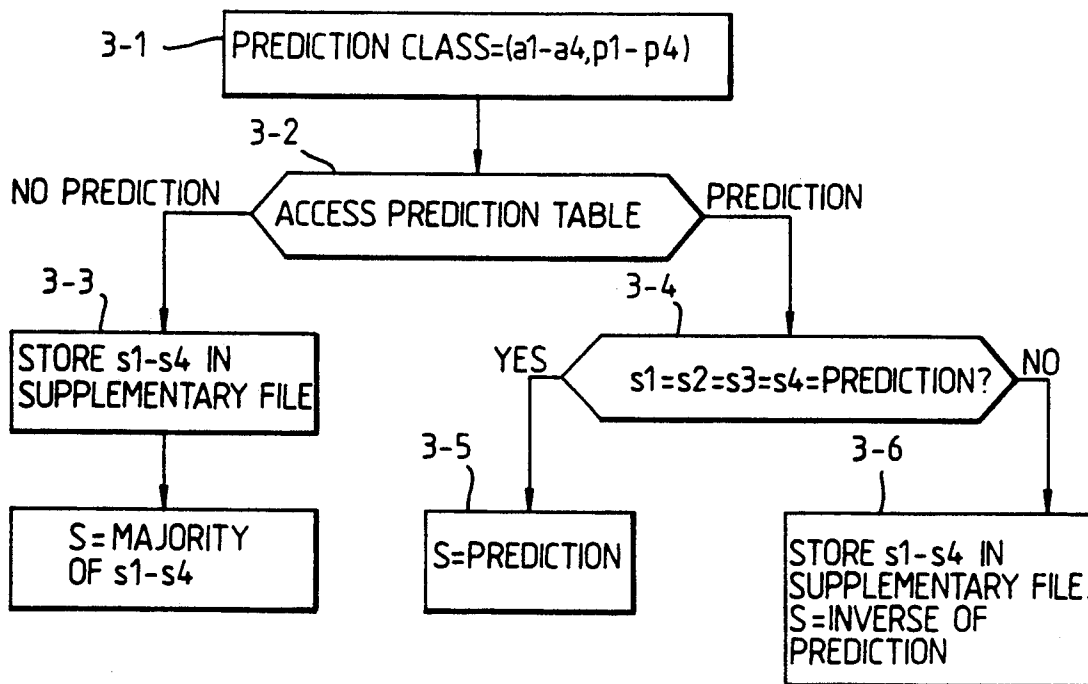 3-1
PREDICTION CLASS=(a1-a4,p1-p4)
3-2
NO PREDICTION
ACCESS PREDICTION TABLE
PREDICTION
3-3
STORE s1-s4 IN
SUPPLEMENTARY FILE
S=MAJORITY
OF s1-s4
3-4
YES
s1=s2=s3=s4=PREDICTION?
NO
3-5
S=PREDICTION
3-6
STORE s1-s4 IN
SUPPLEMENTARY FILE.
S=INVERSE OF
PREDICTION